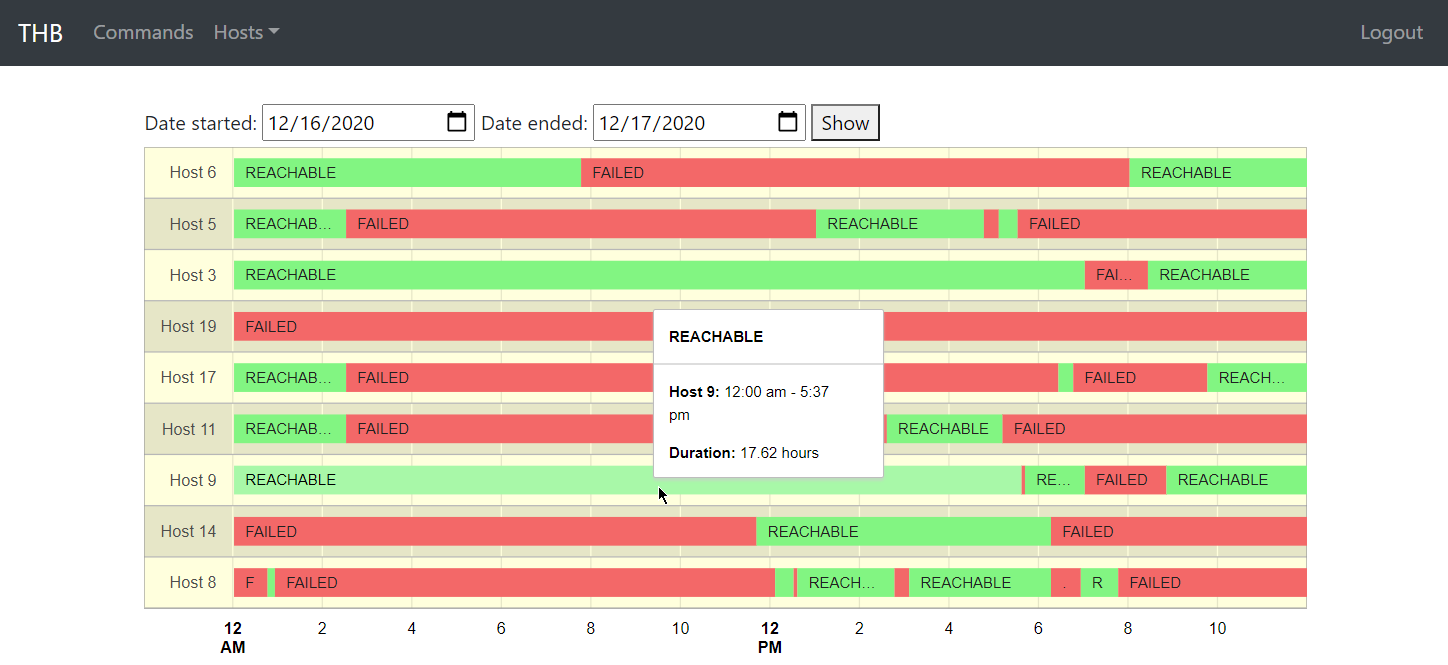 THB Commands Hosts Logout
Date started: 12/16/2020 Date ended: 12/17/2020 Show
Host 6 REACHABLE FAILED REACHABLE
Host 5 REACHAB... FAILED REACHABLE FAILED
Host 3 REACHABLE FAI... REACHABLE
Host 19 FAILED
REACHABLE
Host 17 REACHAB... FAILED FAILED REACH...
Host 9: 12:00 am - 5:37
pm
Host 11 REACHAB... FAILED REACHABLE FAILED
Duration: 17.62 hours
Host 9 REACHABLE RE... FAILED REACHABLE
Host 14 FAILED REACHABLE FAILED
Host 8 F FAILED REACH... REACHABLE . R FAILED
12 2 4 6 8 10 12 2 4 6 8 10
AM PM